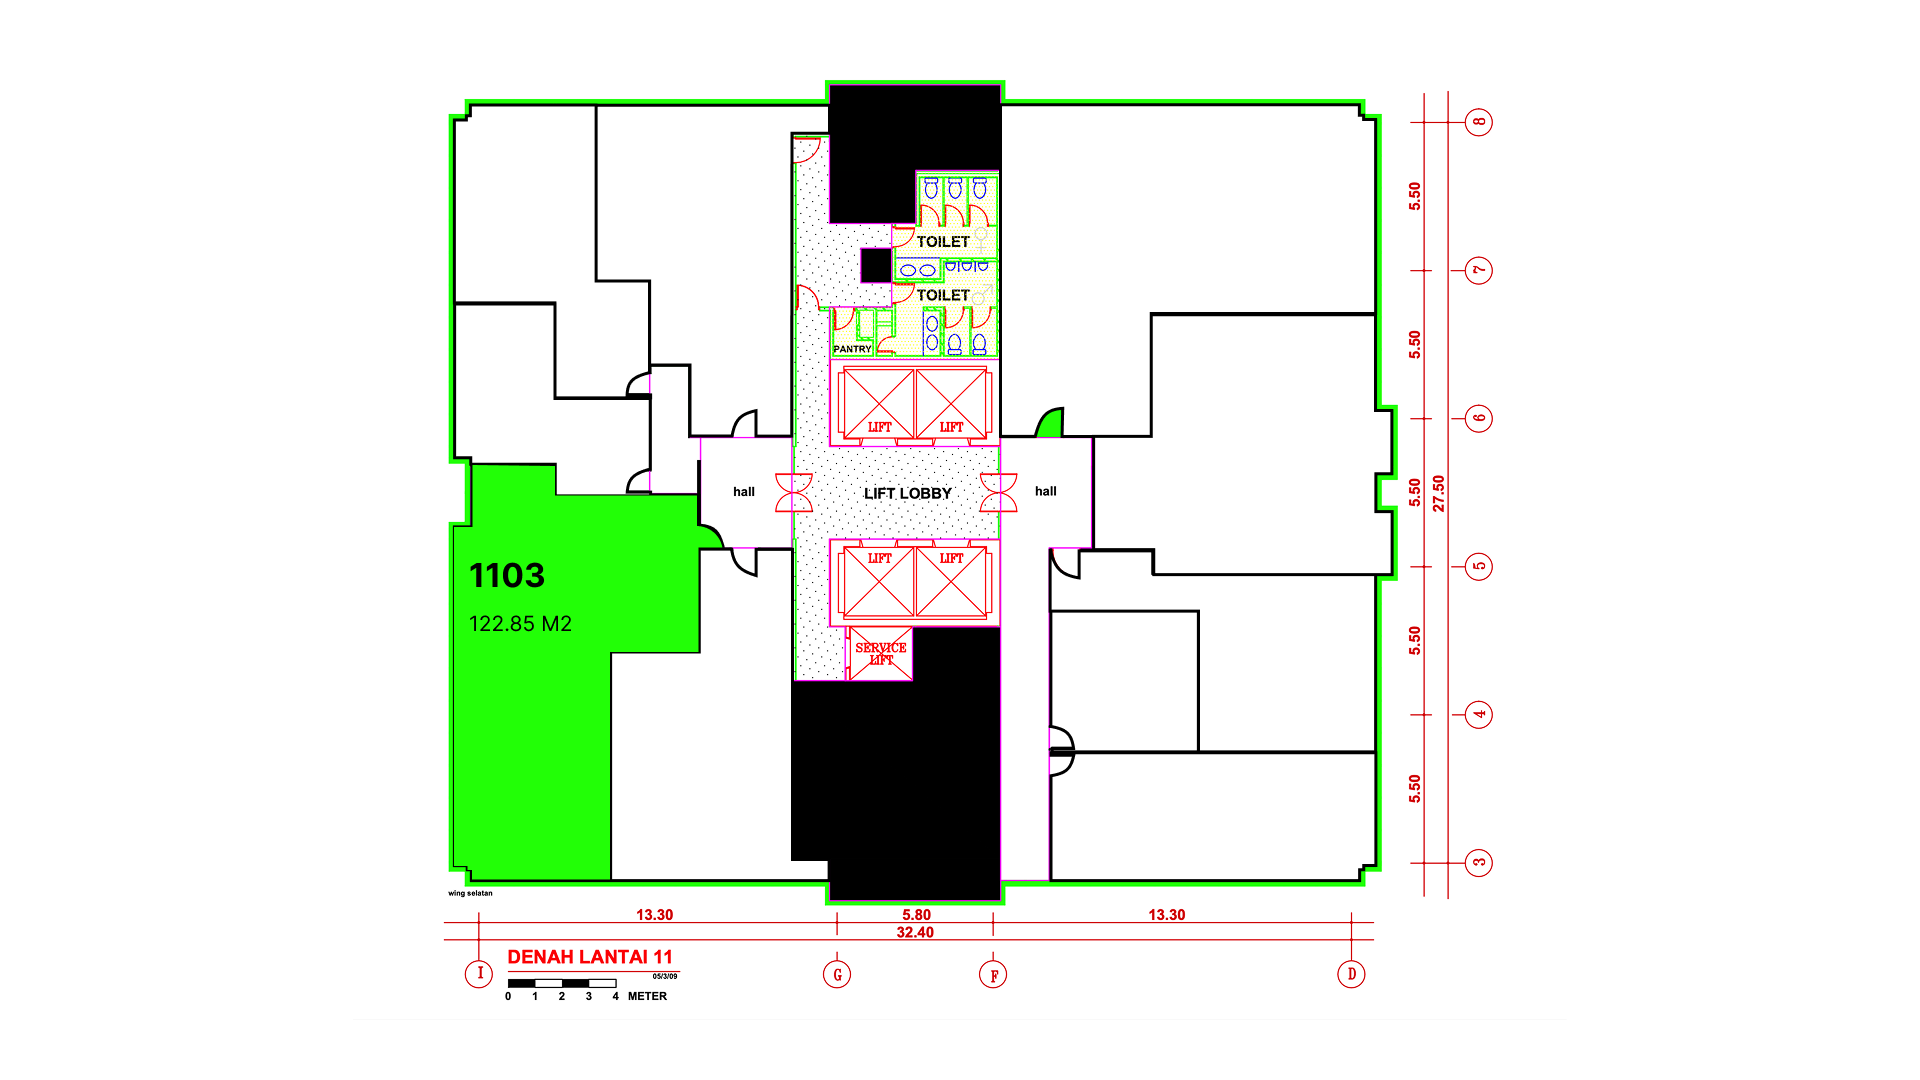 8
5.50
TOILET
7
TOILET
5.50
PANTRY
6
LIFT
LIFT
hall
LIFT LOBBY
hall
5.50
27.50
LIFT
LIFT
5
1103
122.85 M2
5.50
SERVICE
LIFT
4
5.50
3
wing selatan
13.30
5.80
13.30
32.40
DENAH LANTAI 11
05/3/09
I
G
F
D
0 1 2 3 4 METER